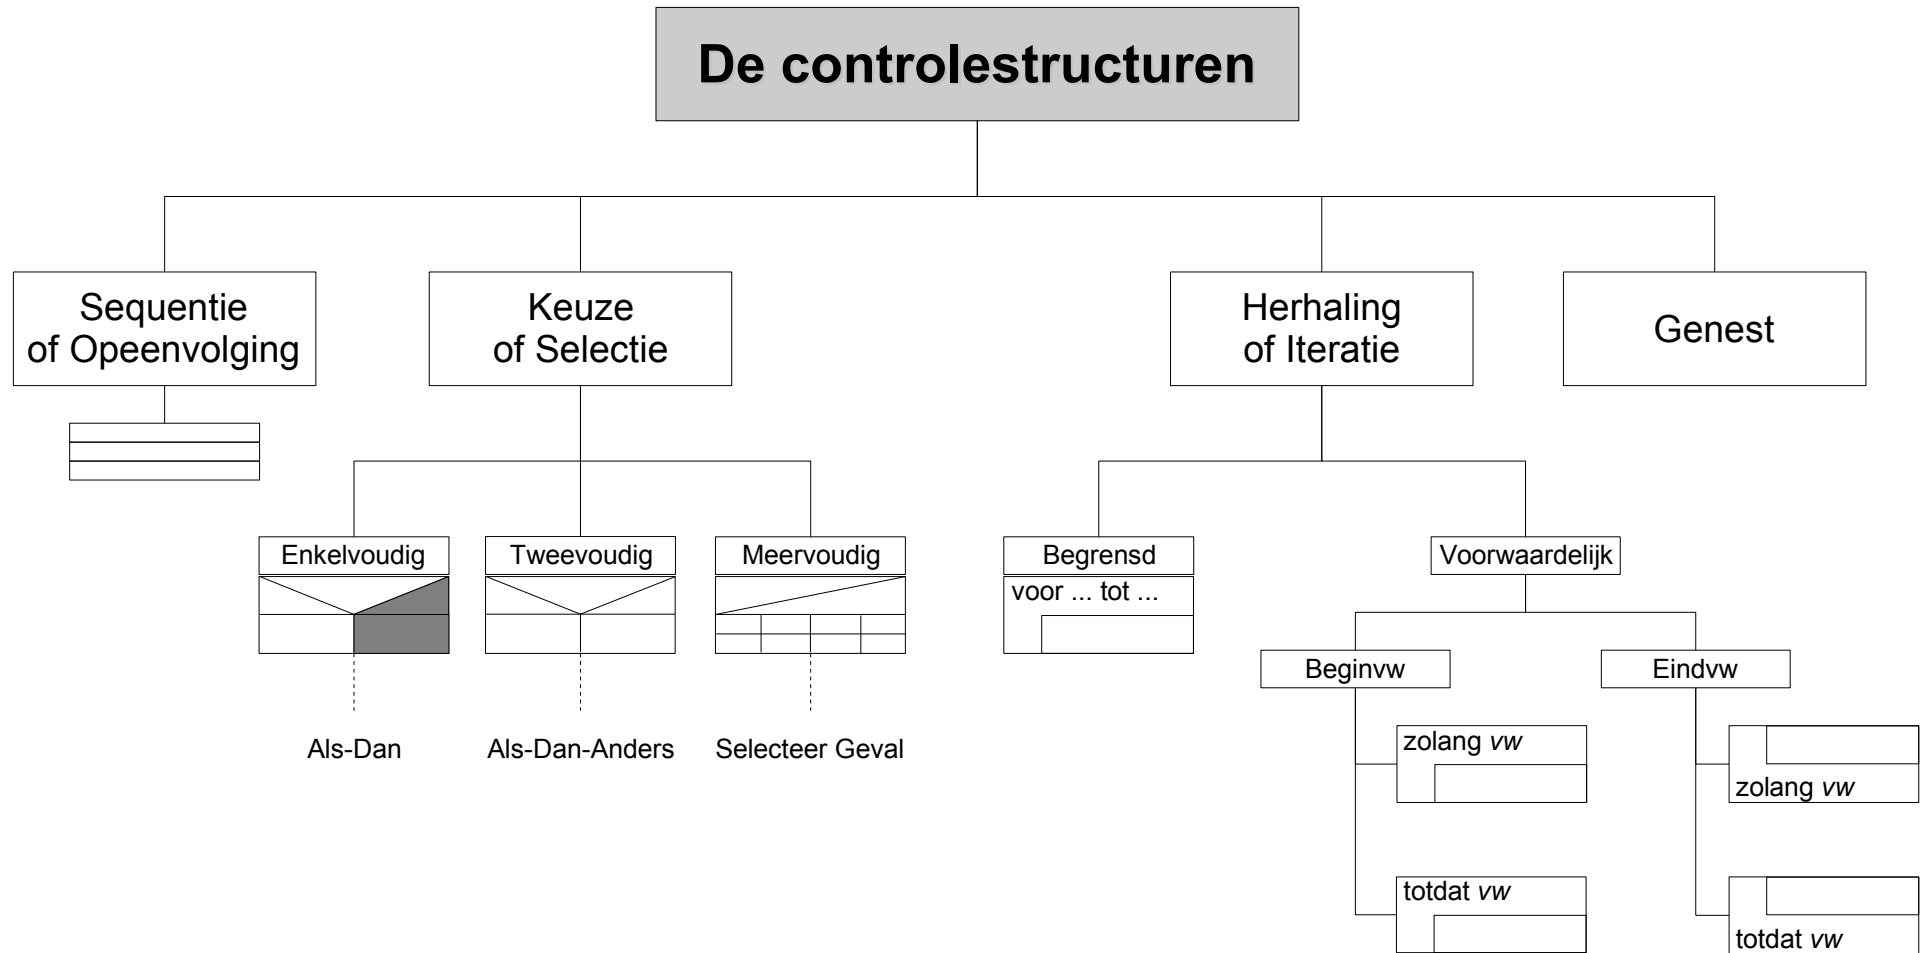 De controlestructuren
Sequentie
of Opeenvolging
Keuze
of Selectie
Herhaling
of Iteratie
Genest
Enkelvoudig
Tweevoudig
Meervoudig
Begrensd
Voorwaardelijk
voor ... tot ...
Beginvw
Eindvw
Als-Dan
Als-Dan-Anders
Selecteer Geval
zolang vw
zolang vw
totdat vw
totdat vw